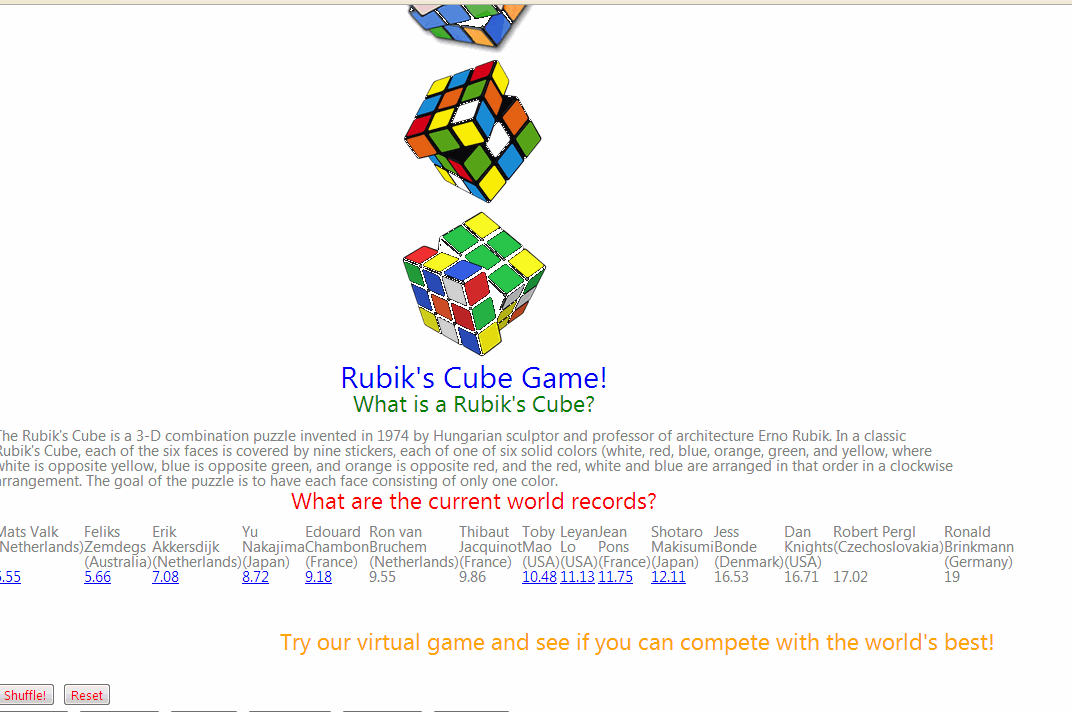 Rubik's Cube Game!
What is a Rubik's Cube?
The Rubik's Cube is a 3-D combination puzzle invented in 1974 by Hungarian sculptor and professor of architecture Erno Rubik. In a classic
Rubik's Cube, each of the six faces is covered by nine stickers, each of one of six solid colors (white, red, blue, orange, green, and yellow, where
white is opposite yellow, blue is opposite green, and orange is opposite red, and the red, white and blue are arranged in that order in a clockwise
arrangement. The goal of the puzzle is to have each face consisting of only one color.
What are the current world records?
Mats Valk Feliks Erik Yu Edouard Ron van Thibaut Toby Leyan Jean Shotaro Jess Dan Robert Pergl Ronald
(Netherlands) Zemdegs Akkersdijk Nakajima Chambon Bruchem Jacquinot Mao Lo Pons Makisumi Bonde Knights (Czechoslovakia) Brinkmann
(Australia) (Netherlands) (Japan) (France) (Netherlands) (France) (USA) (USA) (France) (Japan) (Denmark) (USA) (Germany)
5.55 5.66 7.08 8.72 9.18 9.55 9.86 10.48 11.13 11.75 12.11 16.53 16.71 17.02 19
Try our virtual game and see if you can compete with the world's best!
Shuffle! Reset